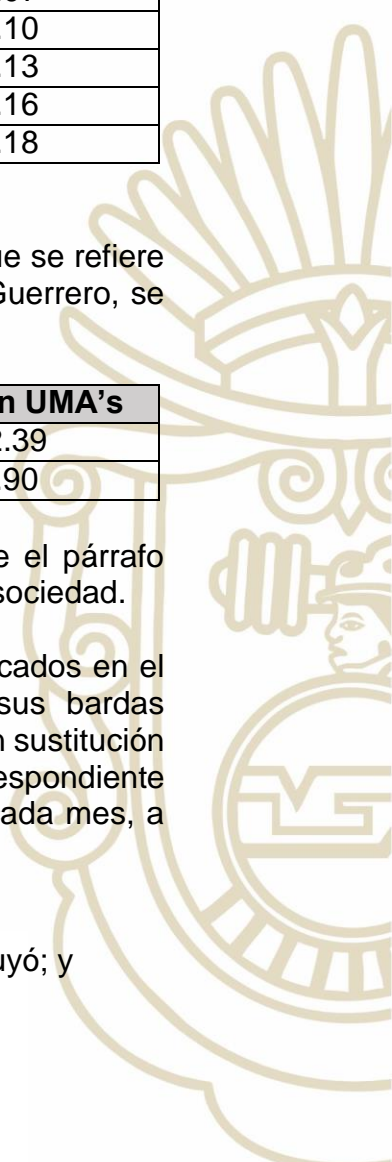 .10
.13
.16
.18
ue se refiere
Guerrero, se
n UMA’s
2.39
.90
e el párrafo
sociedad.
cados en el
sus bardas
n sustitución
espondiente
ada mes, a
uyó; y